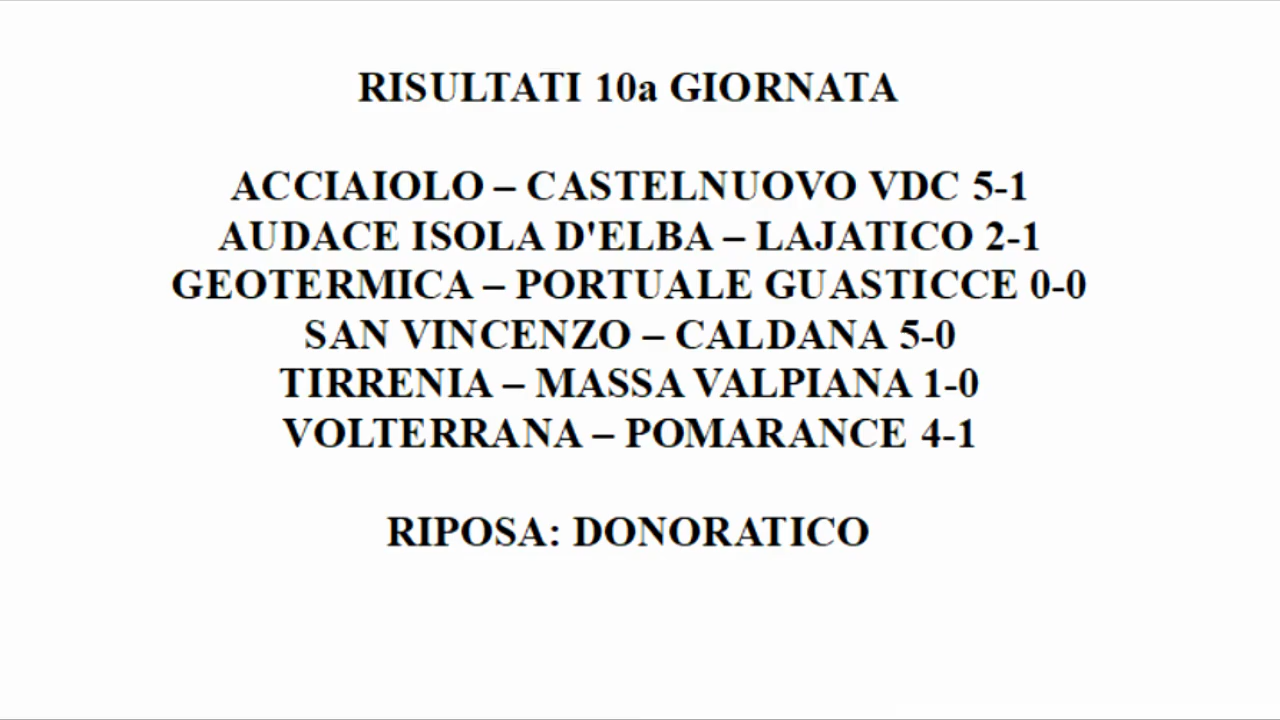 RISULTATI 10a GIORNATA
ACCIAIOLO – CASTELNUOVO VDC 5-1
AUDACE ISOLA D'ELBA – LAJATICO 2-1
GEOTERMICA – PORTUALE GUASTICCE 0-0
SAN VINCENZO – CALDANA 5-0
TIRRENIA – MASSA VALPIANA 1-0
VOLTERRANA – POMARANCE 4-1
RIPOSA: DONORATICO